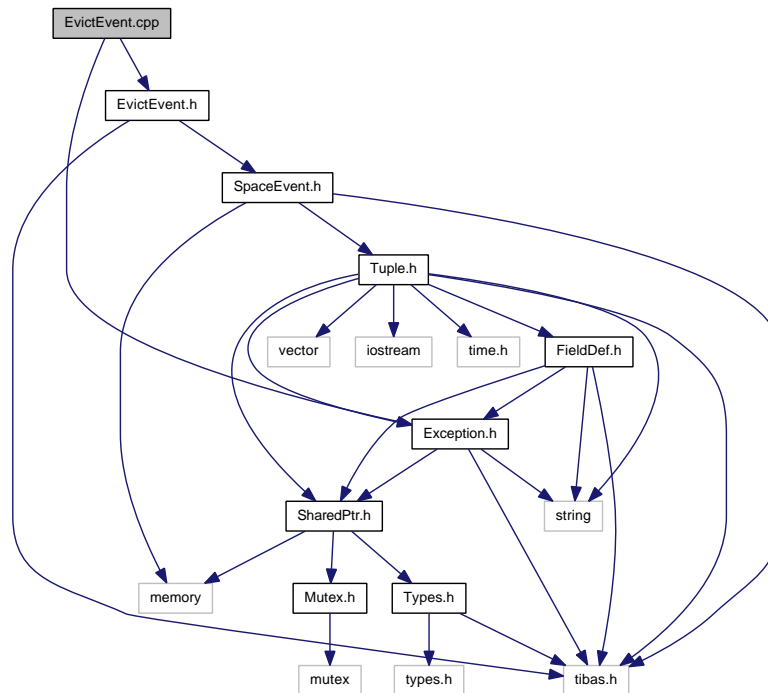 EvictEvent.cpp
EvictEvent.h
SpaceEvent.h
Tuple.h
vector
iostream
time.h
FieldDef.h
Exception.h
SharedPtr.h
string
memory
Mutex.h
Types.h
mutex
types.h
tibas.h